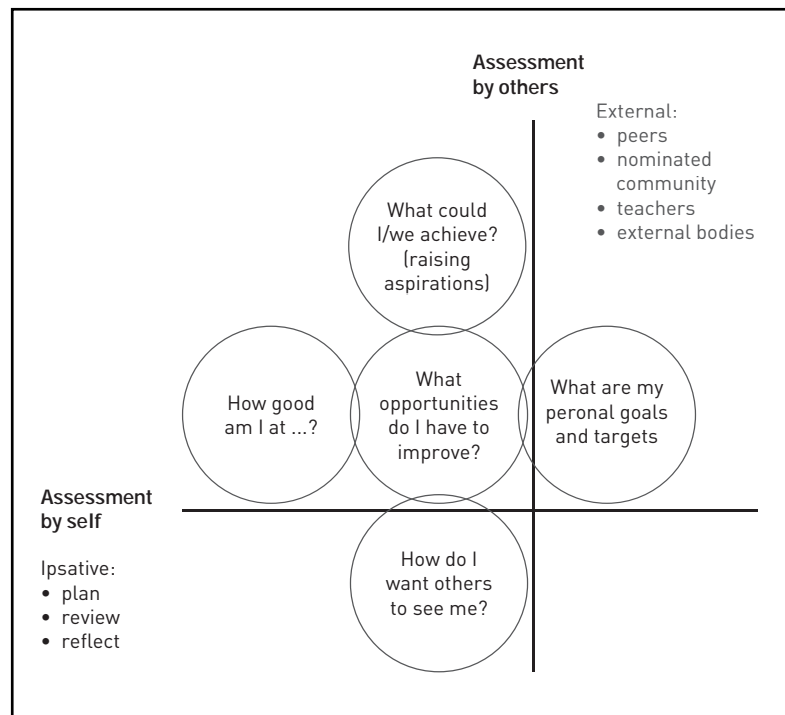 Assessment
by others
External:
• peers
• nominated
community
• teachers
• external bodies
What could
I/we achieve?
(raising
aspirations)
How good
am I at ...?
What
opportunities
do I have to
improve?
What are my
peronal goals
and targets
Assessment
by self
Ipsative:
• plan
• review
• reflect
How do I
want others
to see me?